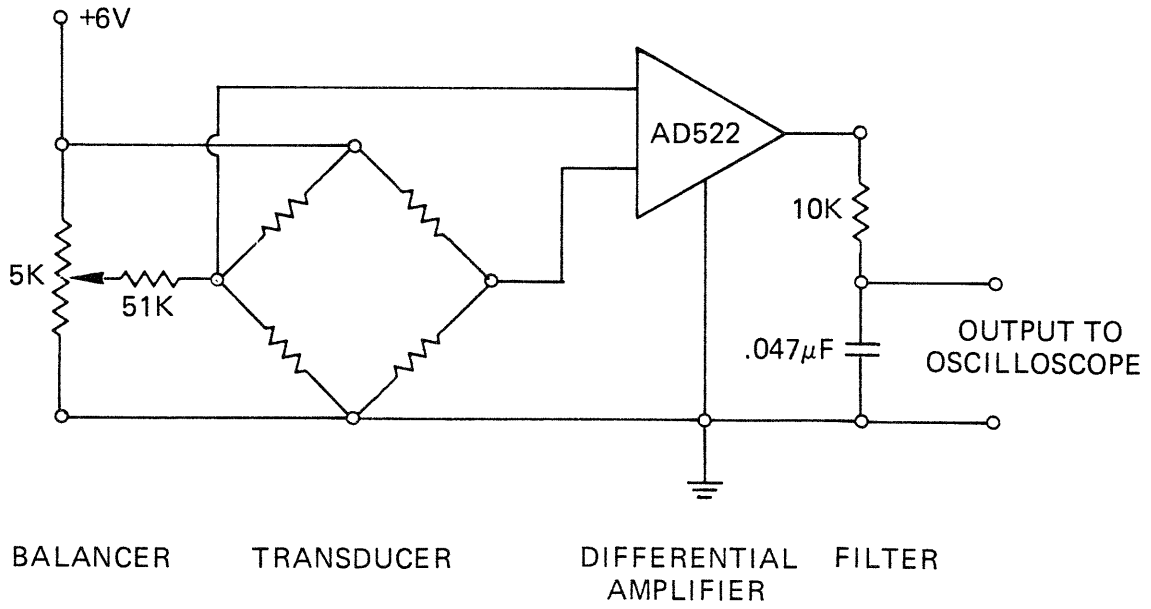 +6V
AD522
10K
5K
51K
.047µF
OUTPUT TO
OSCILLOSCOPE
BALANCER
TRANSDUCER
DIFFERENTIAL
AMPLIFIER
FILTER